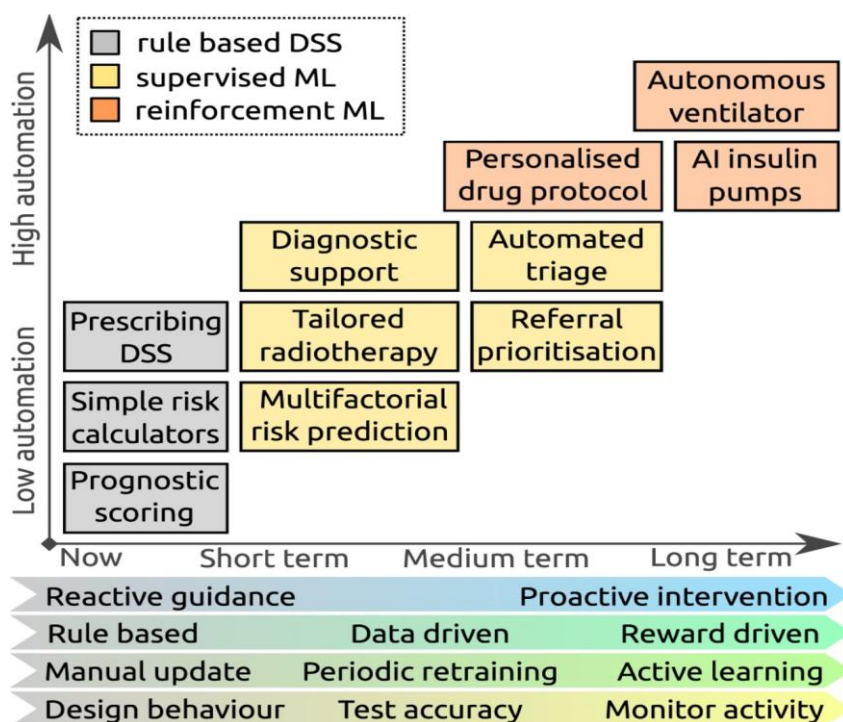 rule based DSS
supervised ML
reinforcement ML
High automation
Low automation
Autonomous
ventilator
Personalised
drug protocol
AI insulin
pumps
Diagnostic
support
Automated
triage
Prescribing
DSS
Tailored
radiotherapy
Referral
prioritisation
Simple risk
calculators
Multifactorial
risk prediction
Prognostic
scoring
Now Short term Medium term Long term
Reactive guidance Proactive intervention
Rule based Data driven Reward driven
Manual update Periodic retraining Active learning
Design behaviour Test accuracy Monitor activity